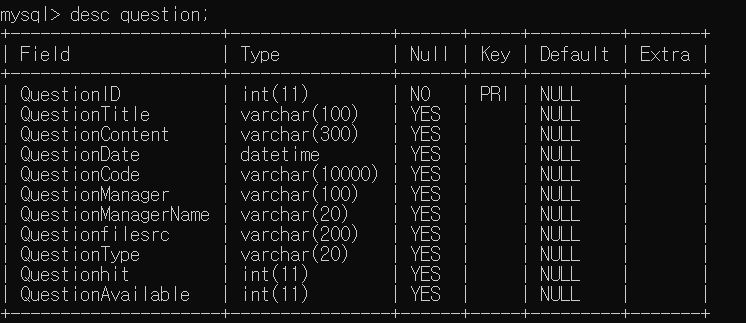 mysql> desc question;
+---------------------+----------------+------+-----+---------+-------+
| Field               | Type           | Null | Key | Default | Extra |
+---------------------+----------------+------+-----+---------+-------+
| QuestionID          | int(11)        | NO   | PRI | NULL    |       |
| QuestionTitle       | varchar(100)   | YES  |     | NULL    |       |
| QuestionContent     | varchar(300)   | YES  |     | NULL    |       |
| QuestionDate        | datetime       | YES  |     | NULL    |       |
| QuestionCode        | varchar(10000) | YES  |     | NULL    |       |
| QuestionManager     | varchar(100)   | YES  |     | NULL    |       |
| QuestionManagerName | varchar(20)    | YES  |     | NULL    |       |
| Questionfilesrc     | varchar(200)   | YES  |     | NULL    |       |
| QuestionType        | varchar(20)    | YES  |     | NULL    |       |
| Questionhit         | int(11)        | YES  |     | NULL    |       |
| QuestionAvailable   | int(11)        | YES  |     | NULL    |       |
+---------------------+----------------+------+-----+---------+-------+